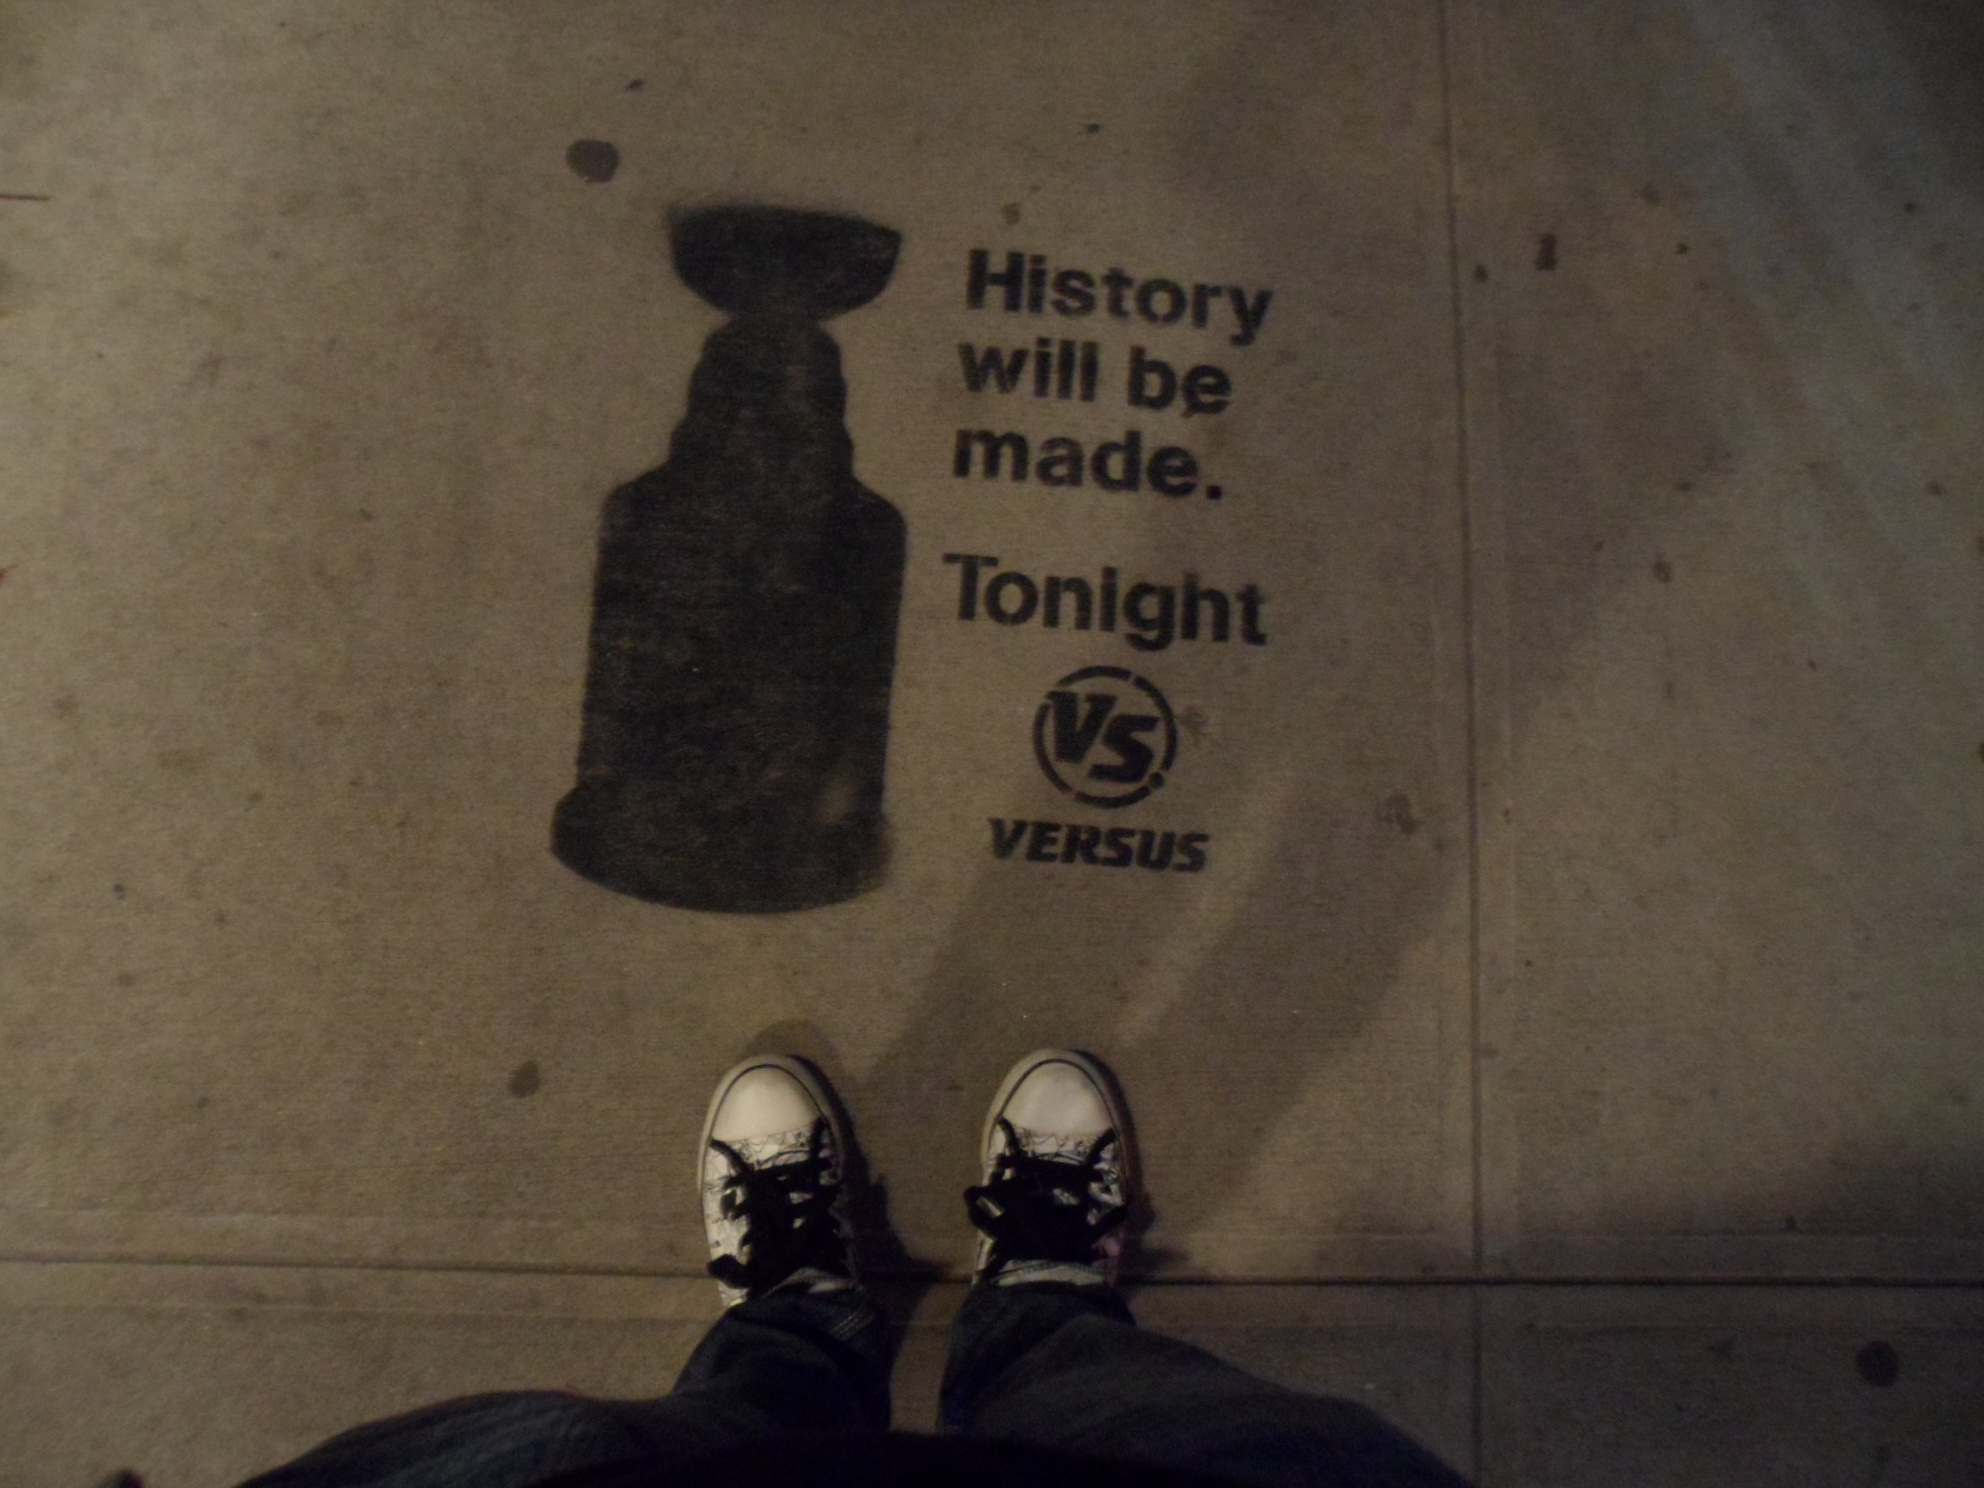 History
will be
made.
Tonight
VS.
VERSUS